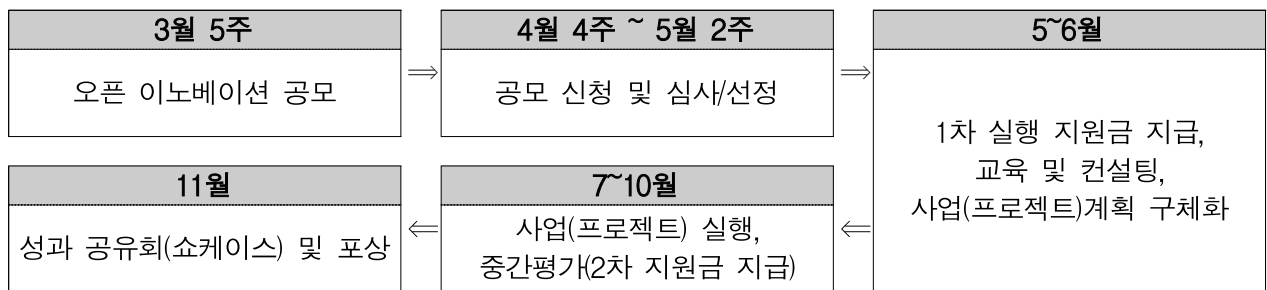 3월 5주
오픈 이노베이션 공모
⇒
4월 4주 ~ 5월 2주
공모 신청 및 심사/선정
⇒
5~6월
1차 실행 지원금 지급,
교육 및 컨설팅,
사업(프로젝트)계획 구체화
⇐
7~10월
사업(프로젝트) 실행,
중간평가(2차 지원금 지급)
⇐
11월
성과 공유회(쇼케이스) 및 포상